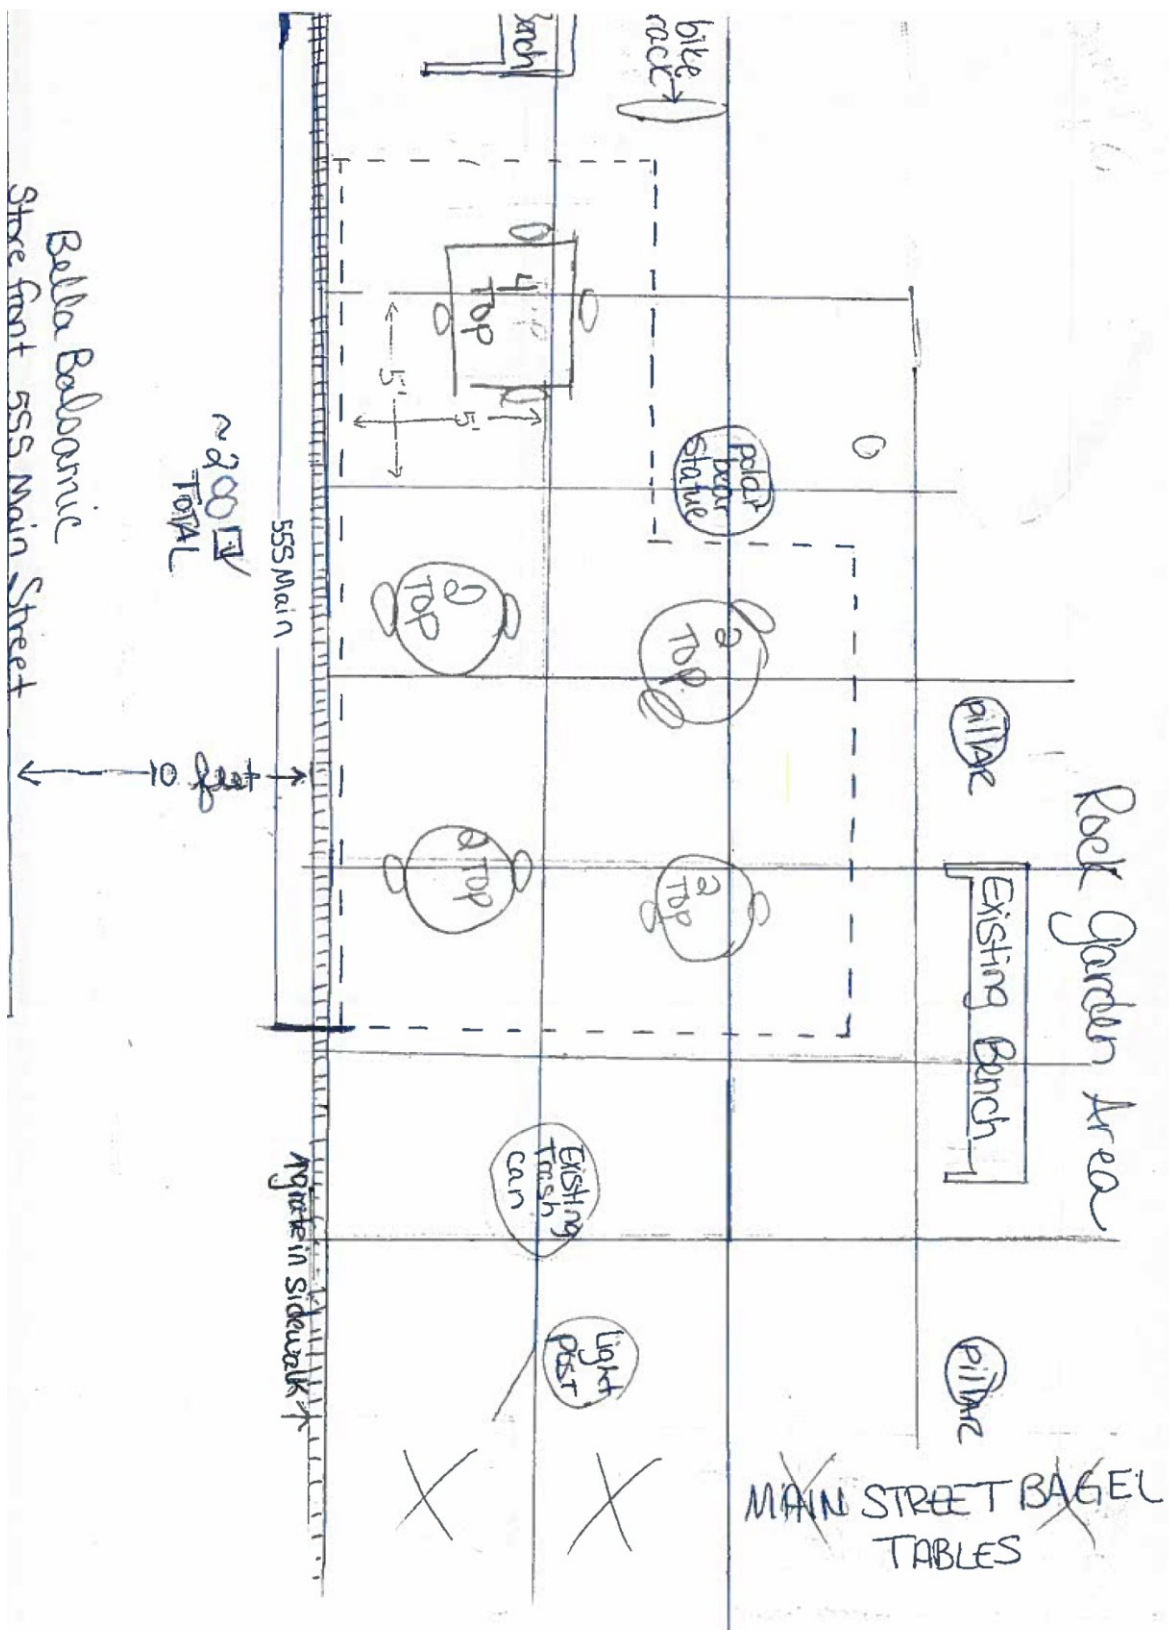 Bench
bike
rack
4
TOP
5'
5'
polar
bear
statue
2
TOP
2
TOP
2 TOP
2
TOP
pillar
Rock Garden Area
Existing Bench
Existing
Trash
can
Light
post
pillar
MAIN STREET BAGEL
TABLES
555 Main
~200
TOTAL
10 feet
grate in sidewalk
Bella Balsamic
Store front 555 Main Street